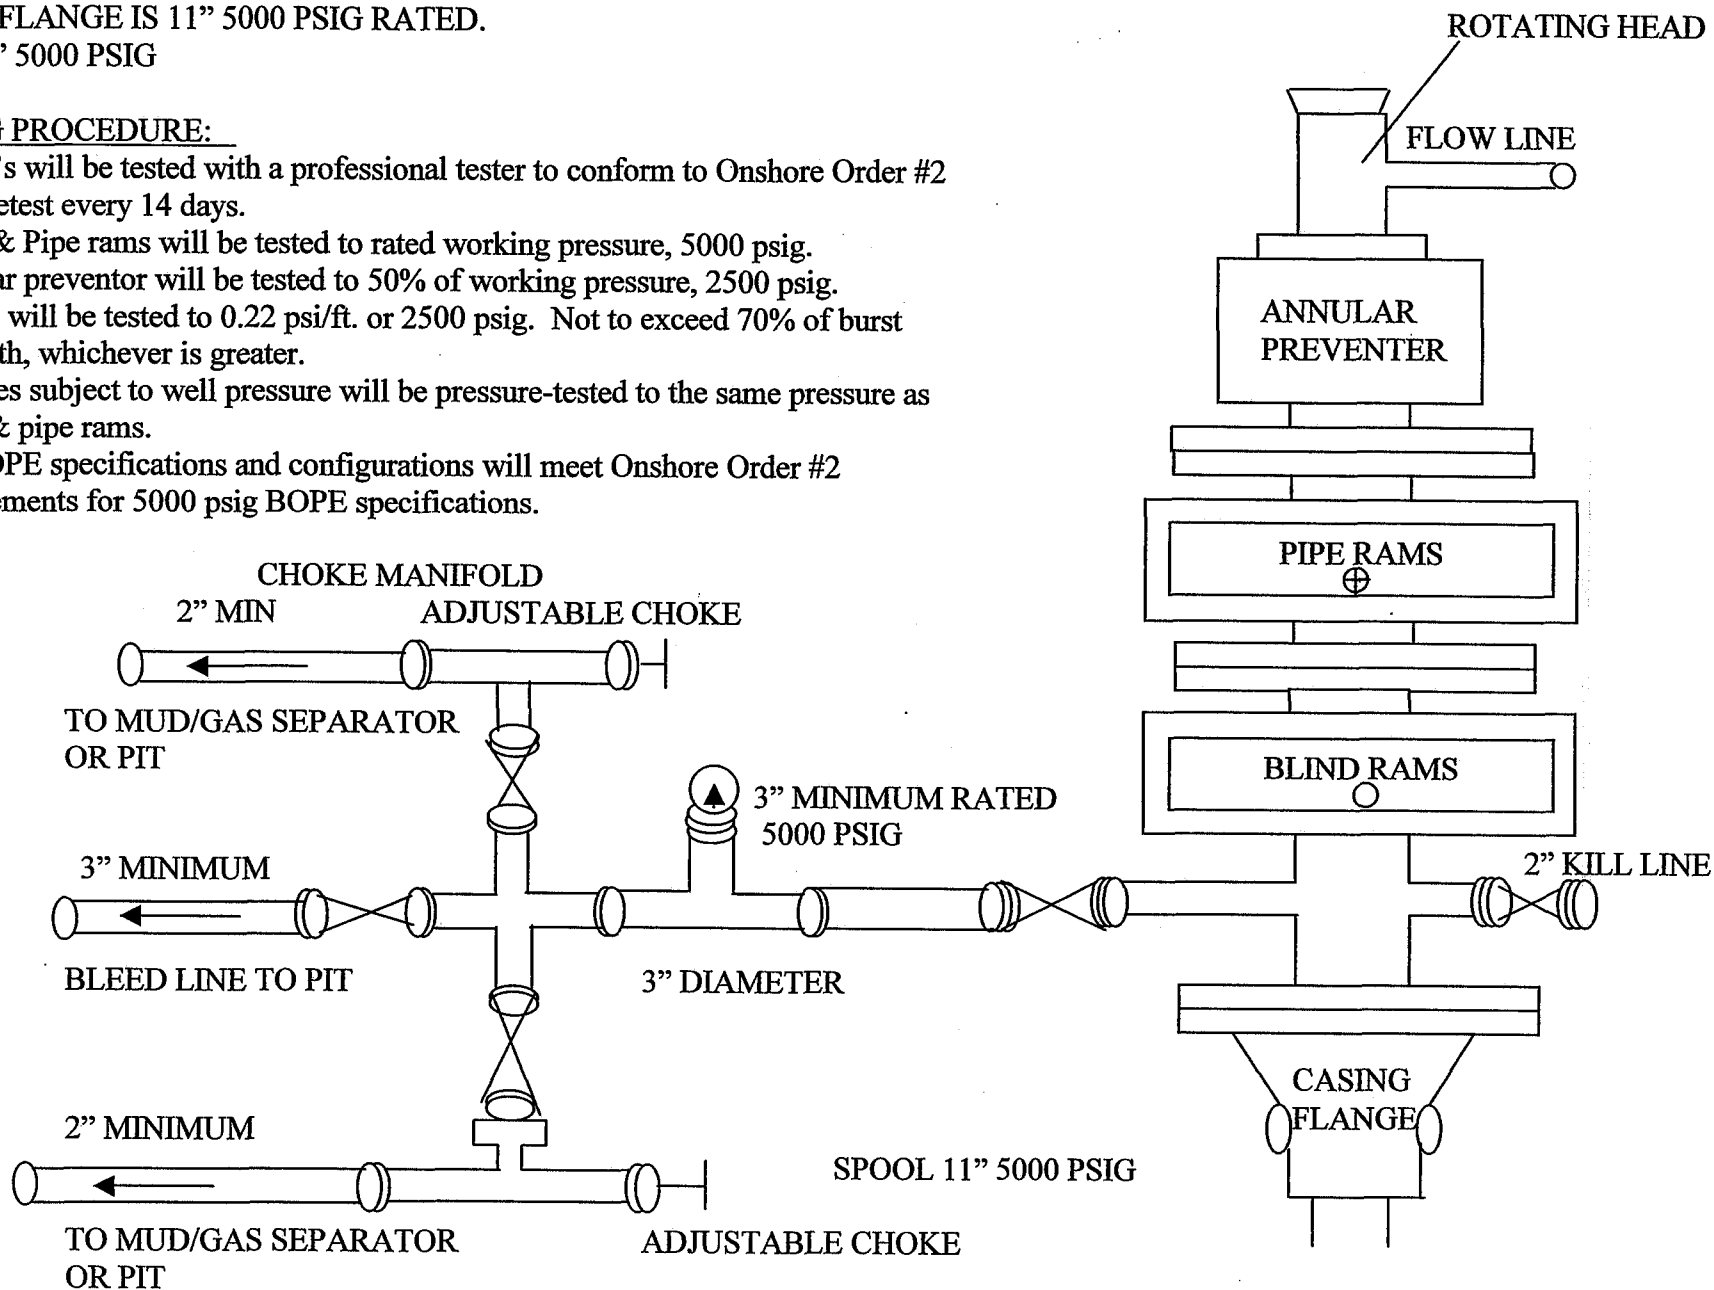 FLANGE IS 11” 5000 PSIG RATED.
” 5000 PSIG
PROCEDURE:
's will be tested with a professional tester to conform to Onshore Order #2
etest every 14 days.
& Pipe rams will be tested to rated working pressure, 5000 psig.
ar preventor will be tested to 50% of working pressure, 2500 psig.
will be tested to 0.22 psi/ft. or 2500 psig. Not to exceed 70% of burst
th, whichever is greater.
es subject to well pressure will be pressure-tested to the same pressure as
& pipe rams.
OPE specifications and configurations will meet Onshore Order #2
ements for 5000 psig BOPE specifications.
ROTATING HEAD
FLOW LINE
ANNULAR
PREVENTER
PIPE RAMS
BLIND RAMS
2” KILL LINE
CASING
FLANGE
CHOKE MANIFOLD
2” MIN
ADJUSTABLE CHOKE
TO MUD/GAS SEPARATOR
OR PIT
3” MINIMUM RATED
5000 PSIG
3” MINIMUM
BLEED LINE TO PIT
3” DIAMETER
2” MINIMUM
SPOOL 11” 5000 PSIG
TO MUD/GAS SEPARATOR
OR PIT
ADJUSTABLE CHOKE